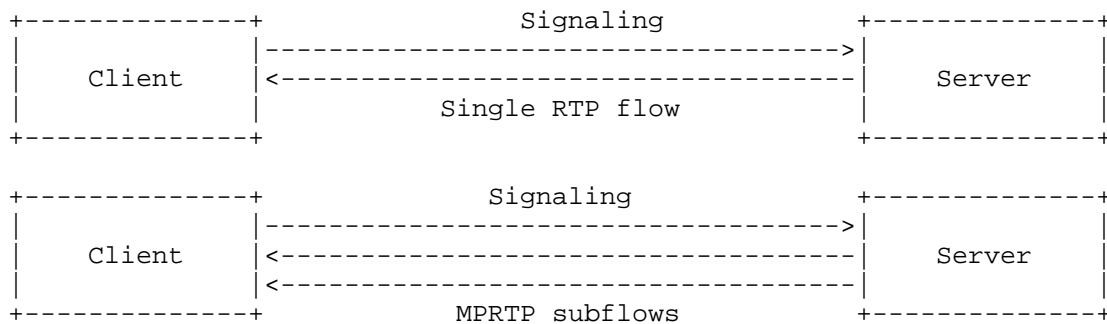 Signaling
Client Server
Single RTP flow
Signaling
Client Server
MPRTP subflows